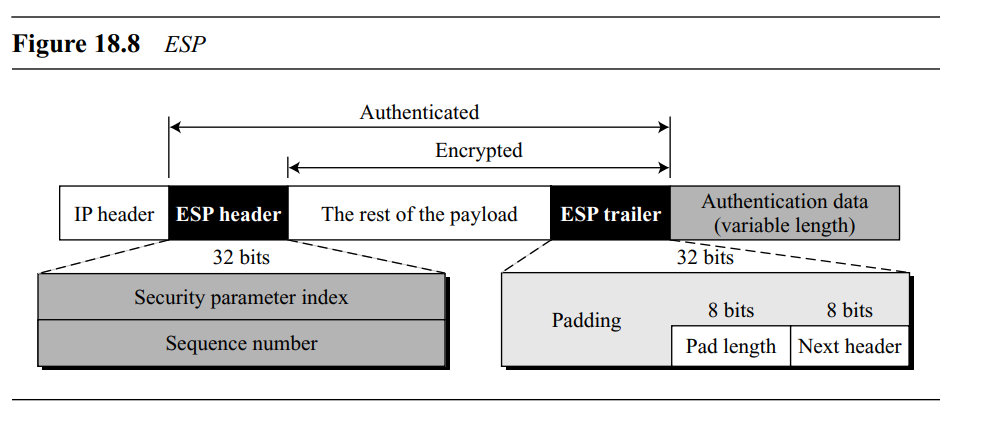 Figure 18.8 ESP
Authenticated
Encrypted
IP header
ESP header
The rest of the payload
ESP trailer
Authentication data
(variable length)
32 bits
Security parameter index
Sequence number
32 bits
Padding
8 bits
8 bits
Pad length
Next header